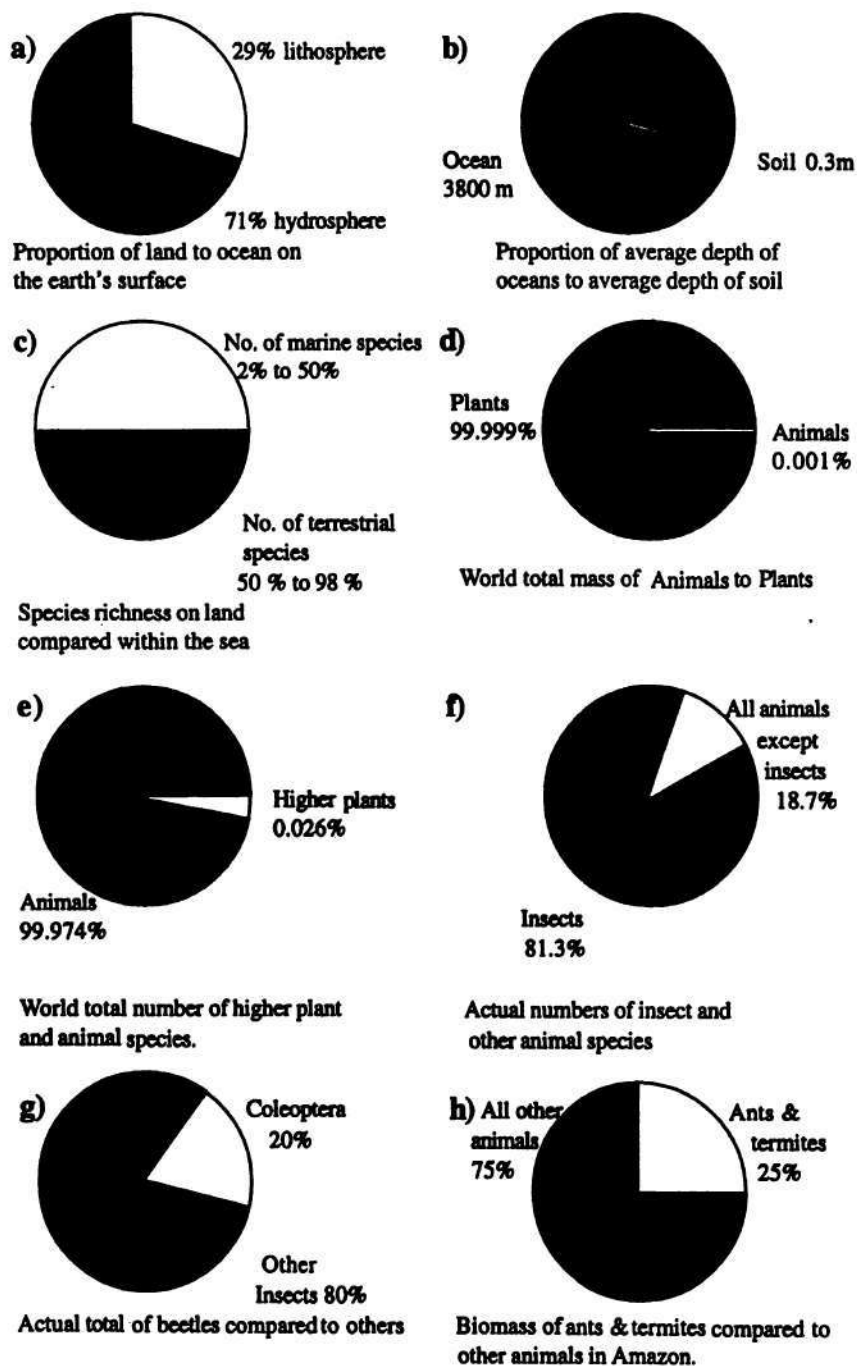 a)
29% lithosphere
71% hydrosphere
Proportion of land to ocean on
the earth's surface
b)
Ocean
3800 m
Soil 0.3m
Proportion of average depth of
oceans to average depth of soil
c)
No. of marine species
2% to 50%
No. of terrestrial
species
50 % to 98 %
Species richness on land
compared within the sea
d)
Plants
99.999%
Animals
0.001%
World total mass of Animals to Plants
e)
Higher plants
0.026%
Animals
99.974%
World total number of higher plant
and animal species.
f)
All animals
except
insects
18.7%
Insects
81.3%
Actual numbers of insect and
other animal species
g)
Coleoptera
20%
Other
Insects 80%
Actual total of beetles compared to others
h) All other
animals
75%
Ants &
termites
25%
Biomass of ants & termites compared to
other animals in Amazon.